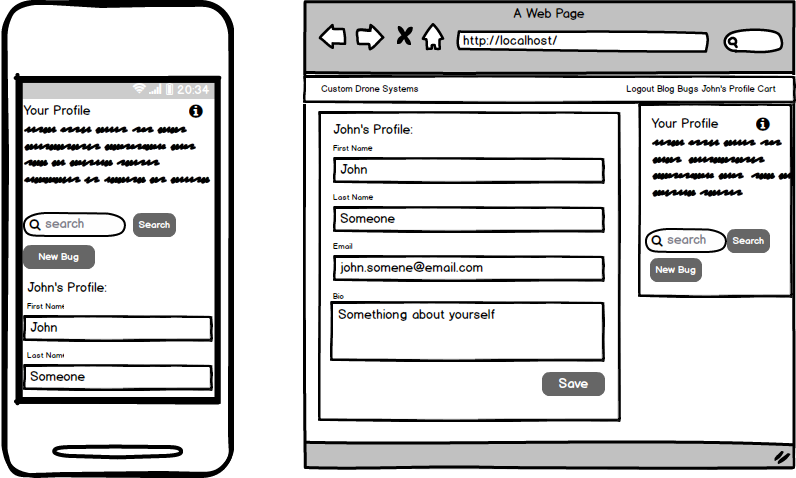 20:34
Your Profile
search
Search
New Bug
John's Profile:
First Name
John
Last Name
Someone
A Web Page
http://localhost/
Custom Drone Systems
Logout Blog Bugs John's Profile Cart
John's Profile:
First Name
John
Last Name
Someone
Email
john.somene@email.com
Bio
Somethiong about yourself
Save
Your Profile
search
Search
New Bug